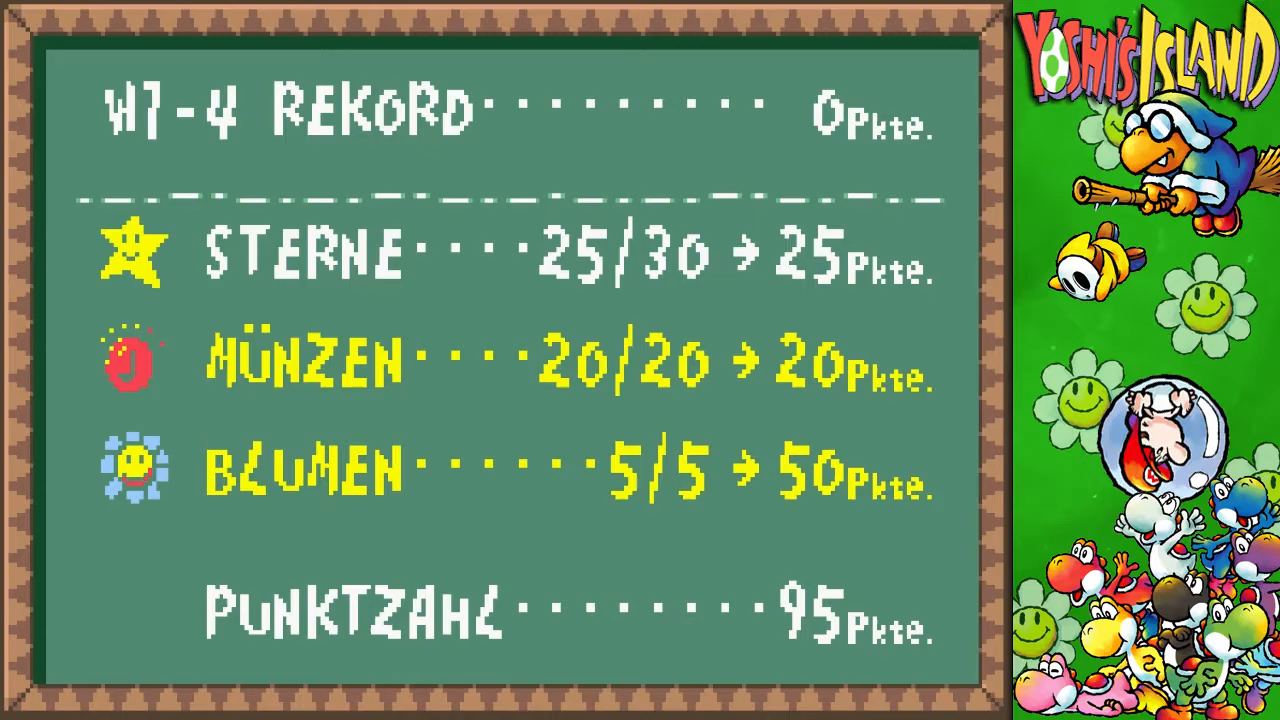 W1-4 REKORD·········· 0Pkte.
STERNE····25/30 → 25Pkte.
MÜNZEN····20/20 → 20Pkte.
BLUMEN······5/5 → 50Pkte.
PUNKTZAHL········95Pkte.
YOSHI'S ISLAND